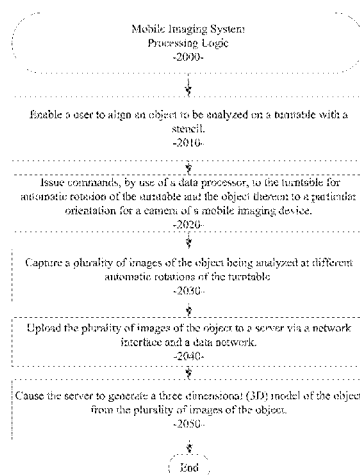 Mobile Imaging System
Processing Logic
-2000-
Enable a user to align an object to be analyzed on a turntable with a
stencil.
-2010-
Issue commands, by use of a data processor, to the turntable for
automatic rotation of the turntable and the object thereon to a particular
orientation for a camera of a mobile imaging device.
-2020-
Capture a plurality of images of the object being analyzed at different
automatic rotations of the turntable
-2030-
Upload the plurality of images of the object to a server via a network
interface and a data network.
-2040-
Cause the server to generate a three dimensional (3D) model of the object
from the plurality of images of the object.
-2050-
End